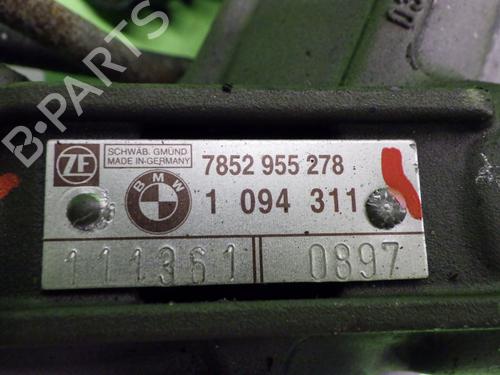 B-PARTS
ZF
SCHWÄB. GMÜND
MADE IN GERMANY
7852 955 278
BMW
1 094 311
111361 0897